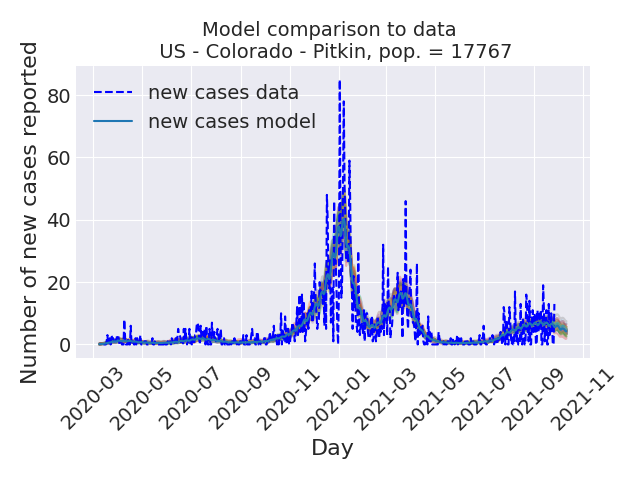 Model comparison to data
US - Colorado - Pitkin, pop. = 17767
new cases data
new cases model
Number of new cases reported
80
60
40
20
0
2020-03
2020-05
2020-07
2020-09
2020-11
2021-01
2021-03
2021-05
2021-07
2021-09
2021-11
Day